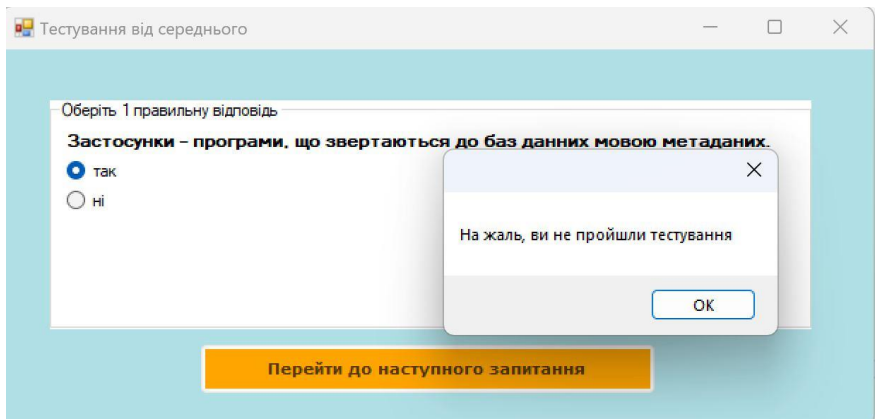 Тестування від середнього
Оберіть 1 правильну відповідь
Застосунки – програми, що звертаються до баз данних мовою метаданих.
так
ні
На жаль, ви не пройшли тестування
OK
Перейти до наступного запитання